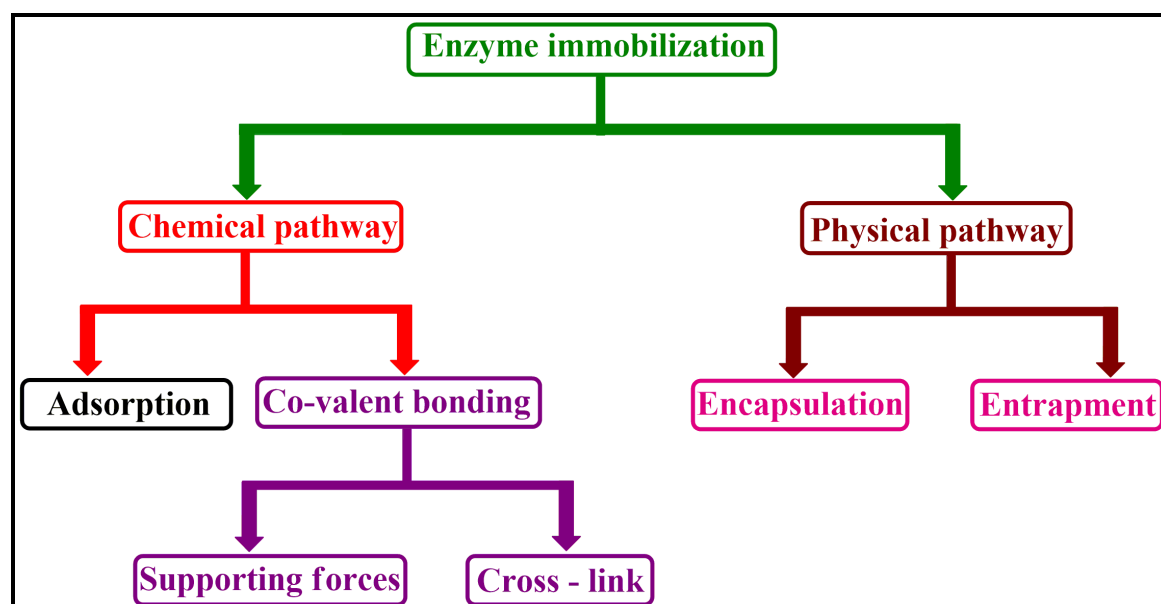 Enzyme immobilization
Chemical pathway
Physical pathway
Adsorption
Co-valent bonding
Encapsulation
Entrapment
Supporting forces
Cross - link